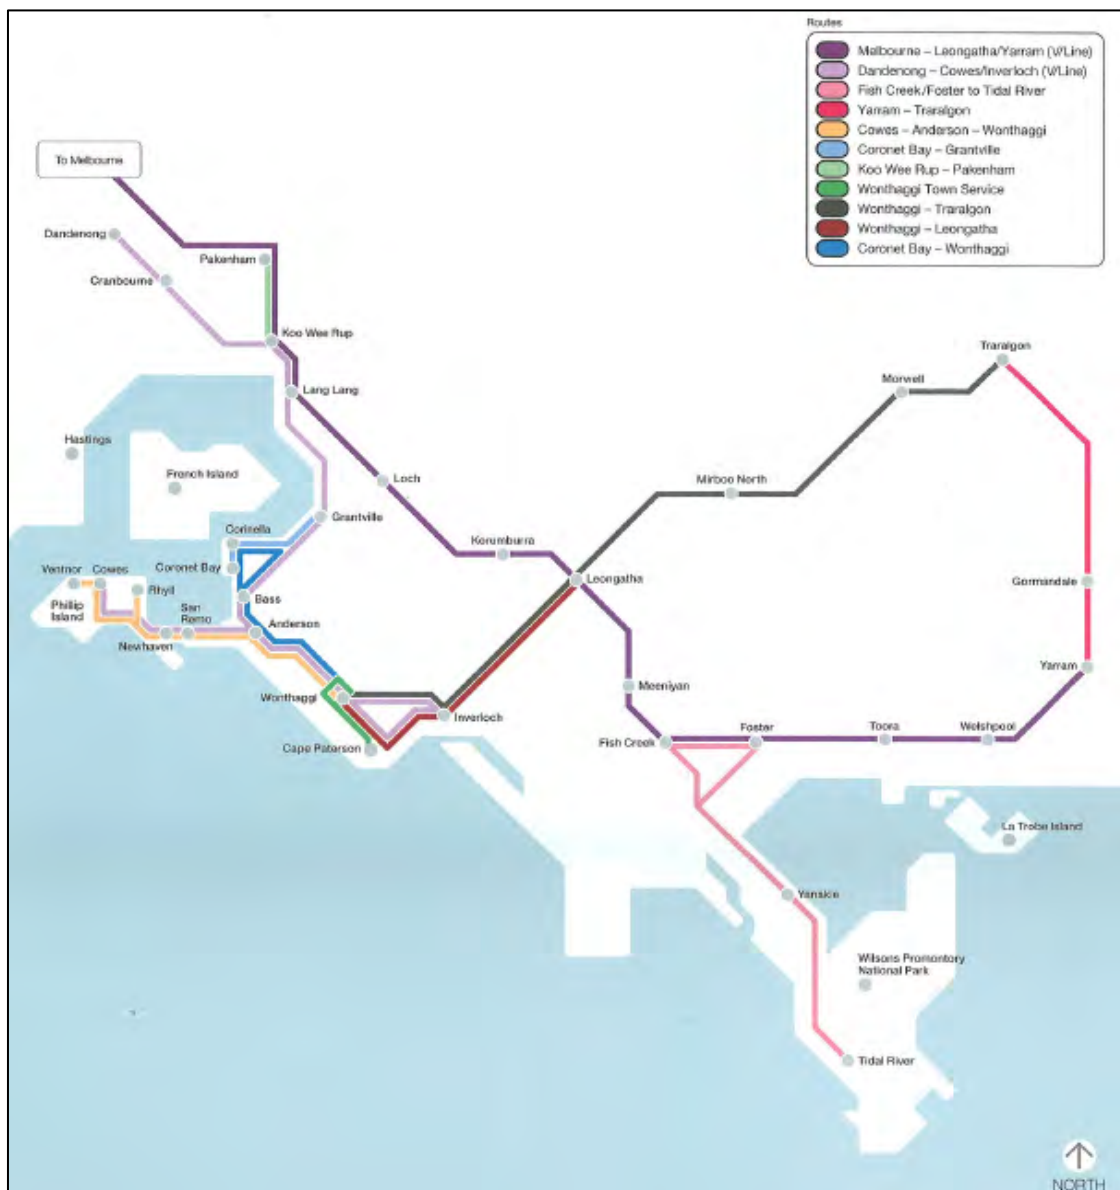 Routes
Melbourne – Leongatha/Yarram (V/Line)
Dandenong – Cowes/Inverloch (V/Line)
Fish Creek/Foster to Tidal River
Yarram – Traralgon
Cowes – Anderson – Wonthaggi
Coronet Bay – Grantville
Koo Wee Rup – Pakenham
Wonthaggi Town Service
Wonthaggi – Traralgon
Wonthaggi – Leongatha
Coronet Bay – Wonthaggi
To Melbourne
Dandenong
Pakenham
Cranbourne
Koo Wee Rup
Traralgon
Lang Lang
Morwell
Hastings
French Island
Loch
Mirboo North
Grantville
Corinella
Korumburra
Coronet Bay
Leongatha
Ventnor
Cowes
Rhyll
Gormandale
Phillip
Island
Bass
San
Remo
Anderson
Newhaven
Yarram
Meeniyan
Wonthaggi
Inverloch
Cape Paterson
Fish Creek
Foster
Toora
Welshpool
La Trobe Island
Yanakie
Wilsons Promontory
National Park
Tidal River
NORTH